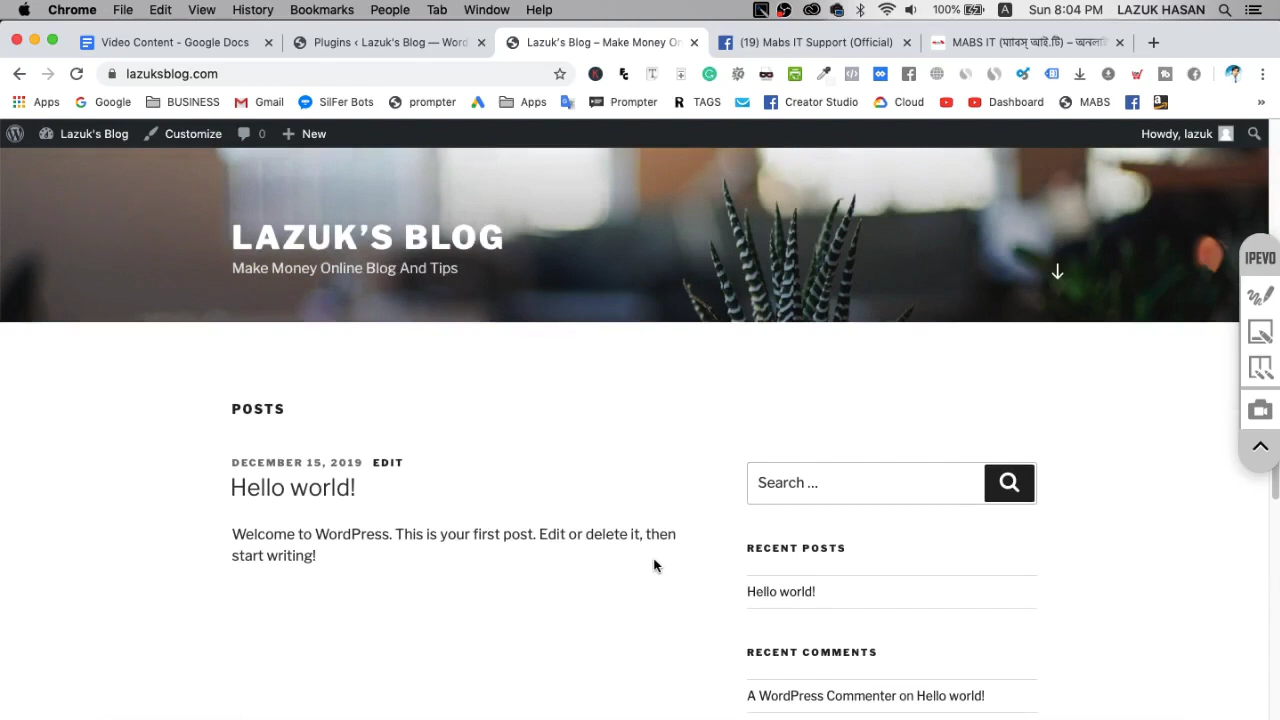 Chrome File Edit View History Bookmarks People Tab Window Help 100% A Sun 8:04 PM LAZUK HASAN
Video Content - Google Docs Plugins ‹ Lazuk's Blog — Word Lazuk's Blog – Make Money On (19) Mabs IT Support (Official) MABS IT (ম্যাবস্ আই.টি) – অনলাই
lazuksblog.com
Apps Google BUSINESS Gmail SilFer Bots prompter Apps Prompter R TAGS Creator Studio Cloud Dashboard MABS »
Lazuk's Blog Customize 0 New Howdy, lazuk
LAZUK'S BLOG
Make Money Online Blog And Tips
IPEVO
POSTS
DECEMBER 15, 2019 EDIT
Hello world!
Welcome to WordPress. This is your first post. Edit or delete it, then
start writing!
Search ...
RECENT POSTS
Hello world!
RECENT COMMENTS
A WordPress Commenter on Hello world!